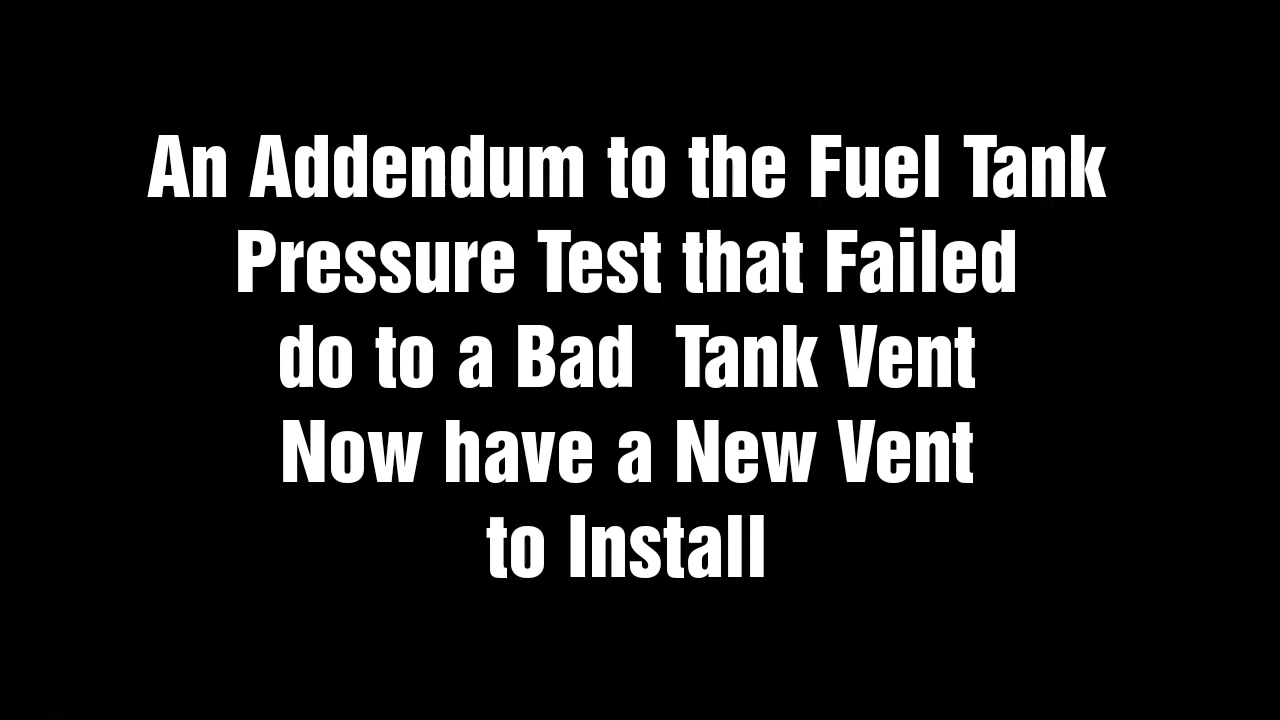 An Addendum to the Fuel Tank
Pressure Test that Failed
do to a Bad  Tank Vent
Now have a New Vent
to Install